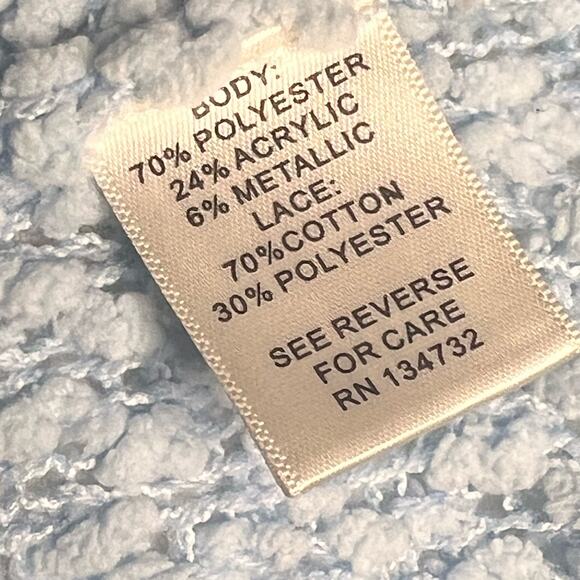 BODY:
70% POLYESTER
24% ACRYLIC
6% METALLIC
LACE:
70%COTTON
30% POLYESTER
SEE REVERSE
FOR CARE
RN 134732